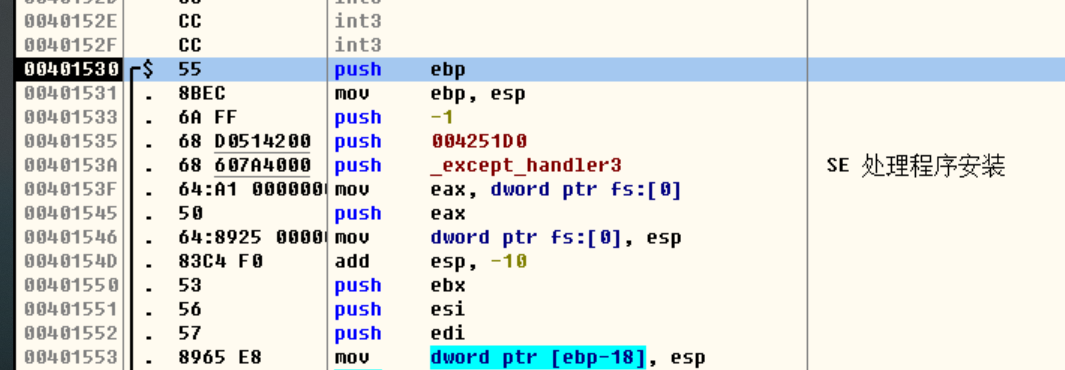 0040152E CC int3
0040152F CC int3
00401530 $ 55 push ebp
00401531 . 8BEC mov ebp, esp
00401533 . 6A FF push -1
00401535 . 68 D0514200 push 004251D0
0040153A . 68 607A4000 push _except_handler3 SE 处理程序安装
0040153F . 64:A1 000000 mov eax, dword ptr fs:[0]
00401545 . 50 push eax
00401546 . 64:8925 0000 mov dword ptr fs:[0], esp
0040154D . 83C4 F0 add esp, -10
00401550 . 53 push ebx
00401551 . 56 push esi
00401552 . 57 push edi
00401553 . 8965 E8 mov dword ptr [ebp-18], esp